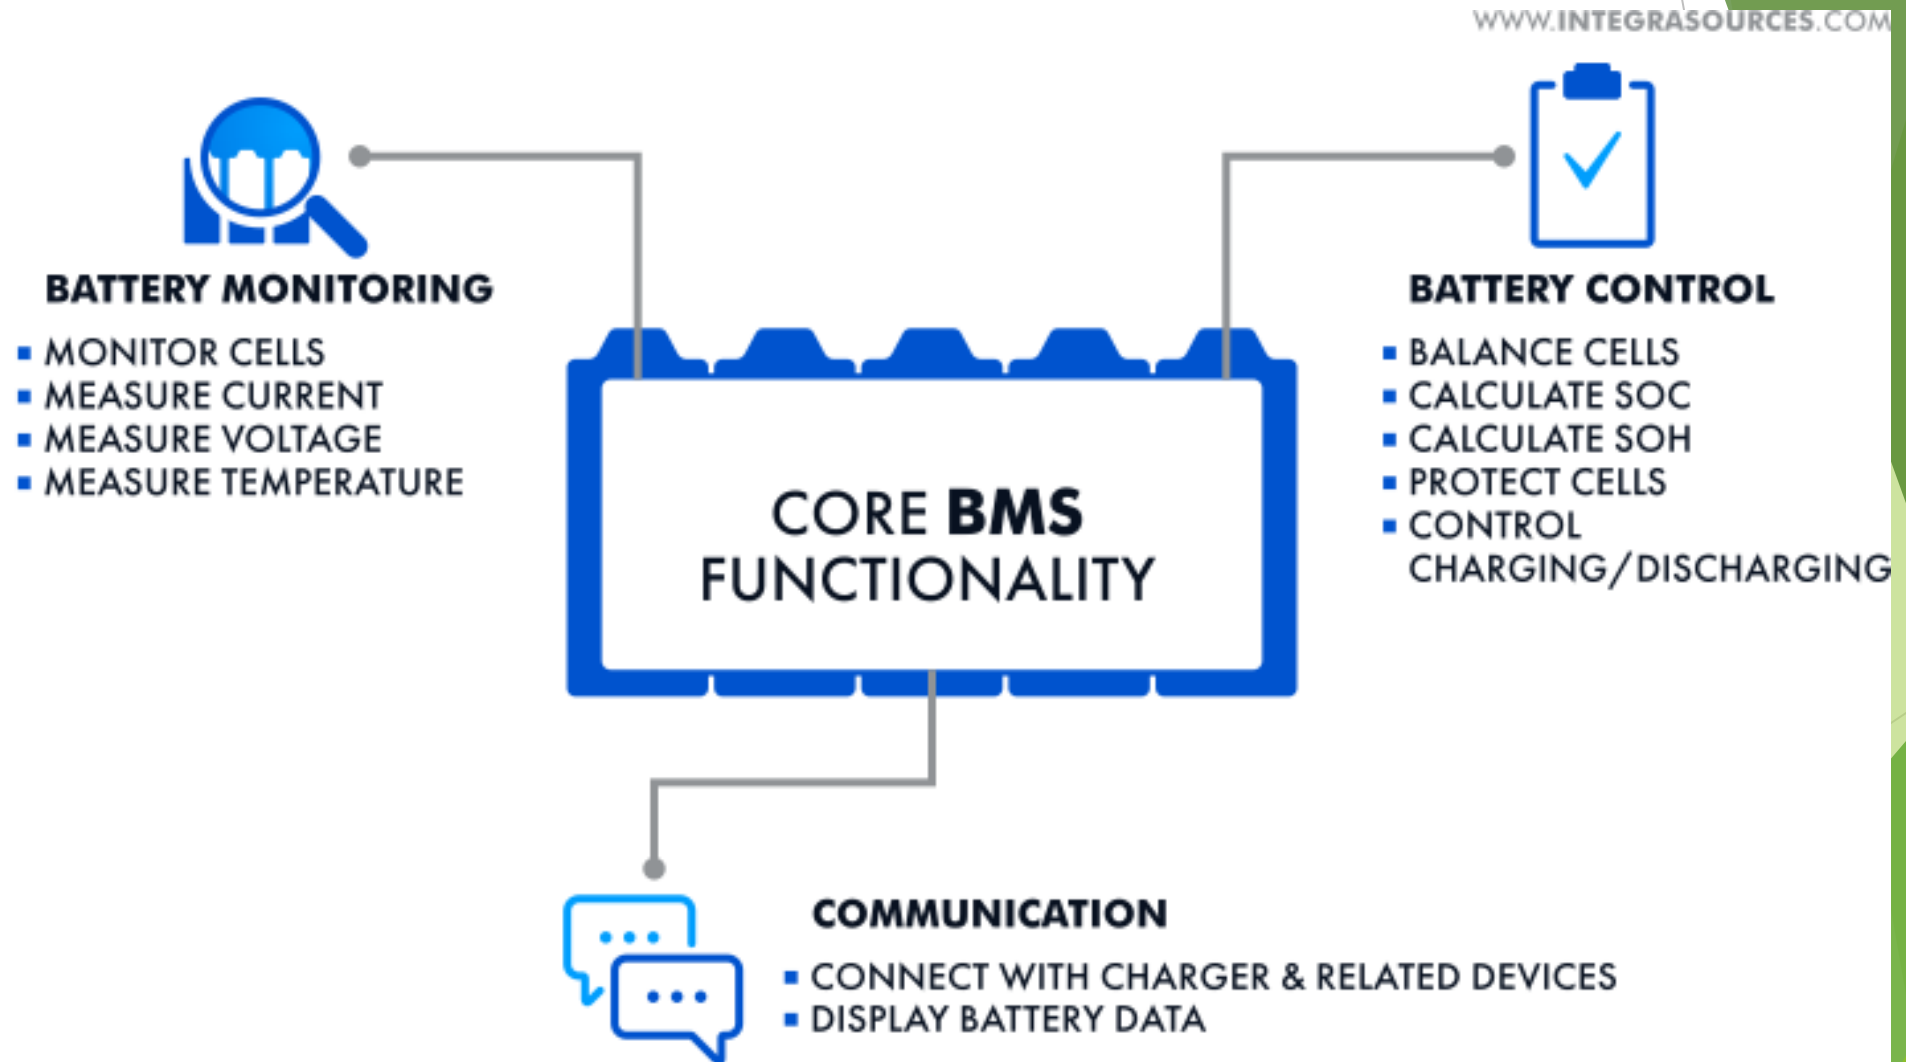 WWW.INTEGRASOURCES.COM
BATTERY MONITORING
MONITOR CELLS
MEASURE CURRENT
MEASURE VOLTAGE
MEASURE TEMPERATURE
BATTERY CONTROL
BALANCE CELLS
CALCULATE SOC
CALCULATE SOH
PROTECT CELLS
CONTROL
CHARGING/DISCHARGING
CORE BMS
FUNCTIONALITY
COMMUNICATION
CONNECT WITH CHARGER & RELATED DEVICES
DISPLAY BATTERY DATA